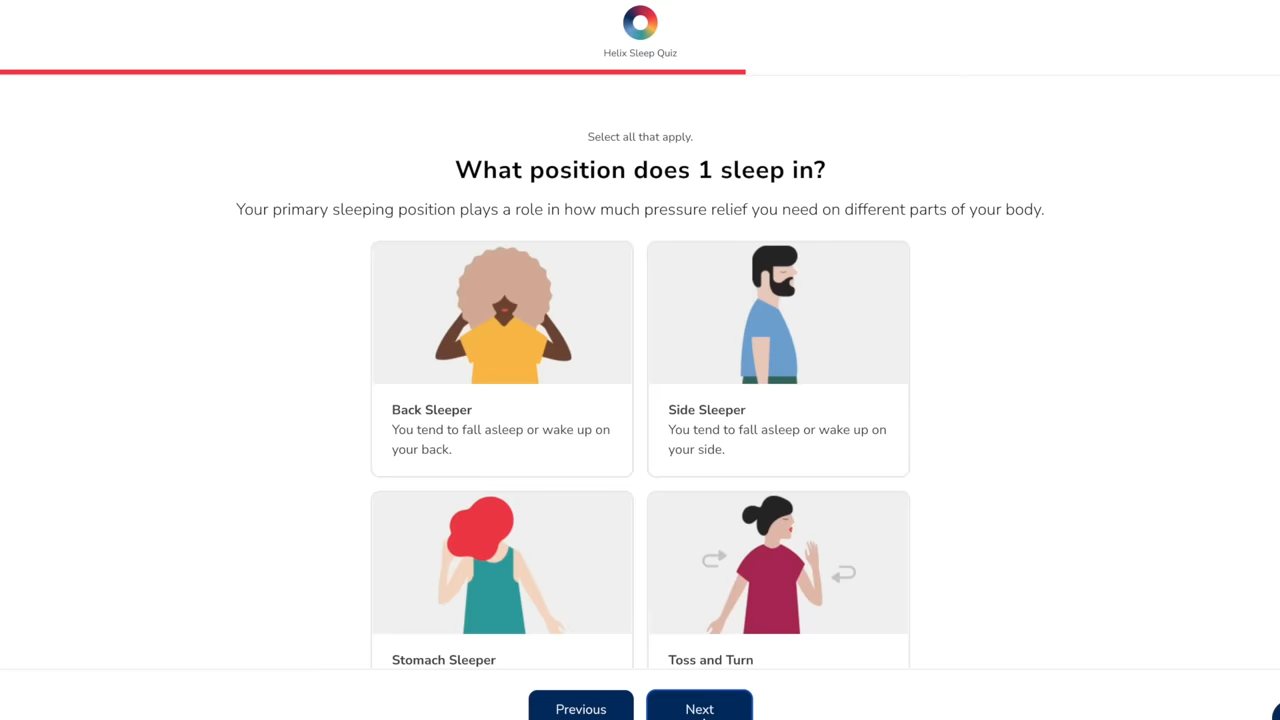 Helix Sleep Quiz
Select all that apply.
What position does 1 sleep in?
Your primary sleeping position plays a role in how much pressure relief you need on different parts of your body.
Back Sleeper
You tend to fall asleep or wake up on
your back.
Side Sleeper
You tend to fall asleep or wake up on
your side.
Stomach Sleeper
Toss and Turn
Previous
Next